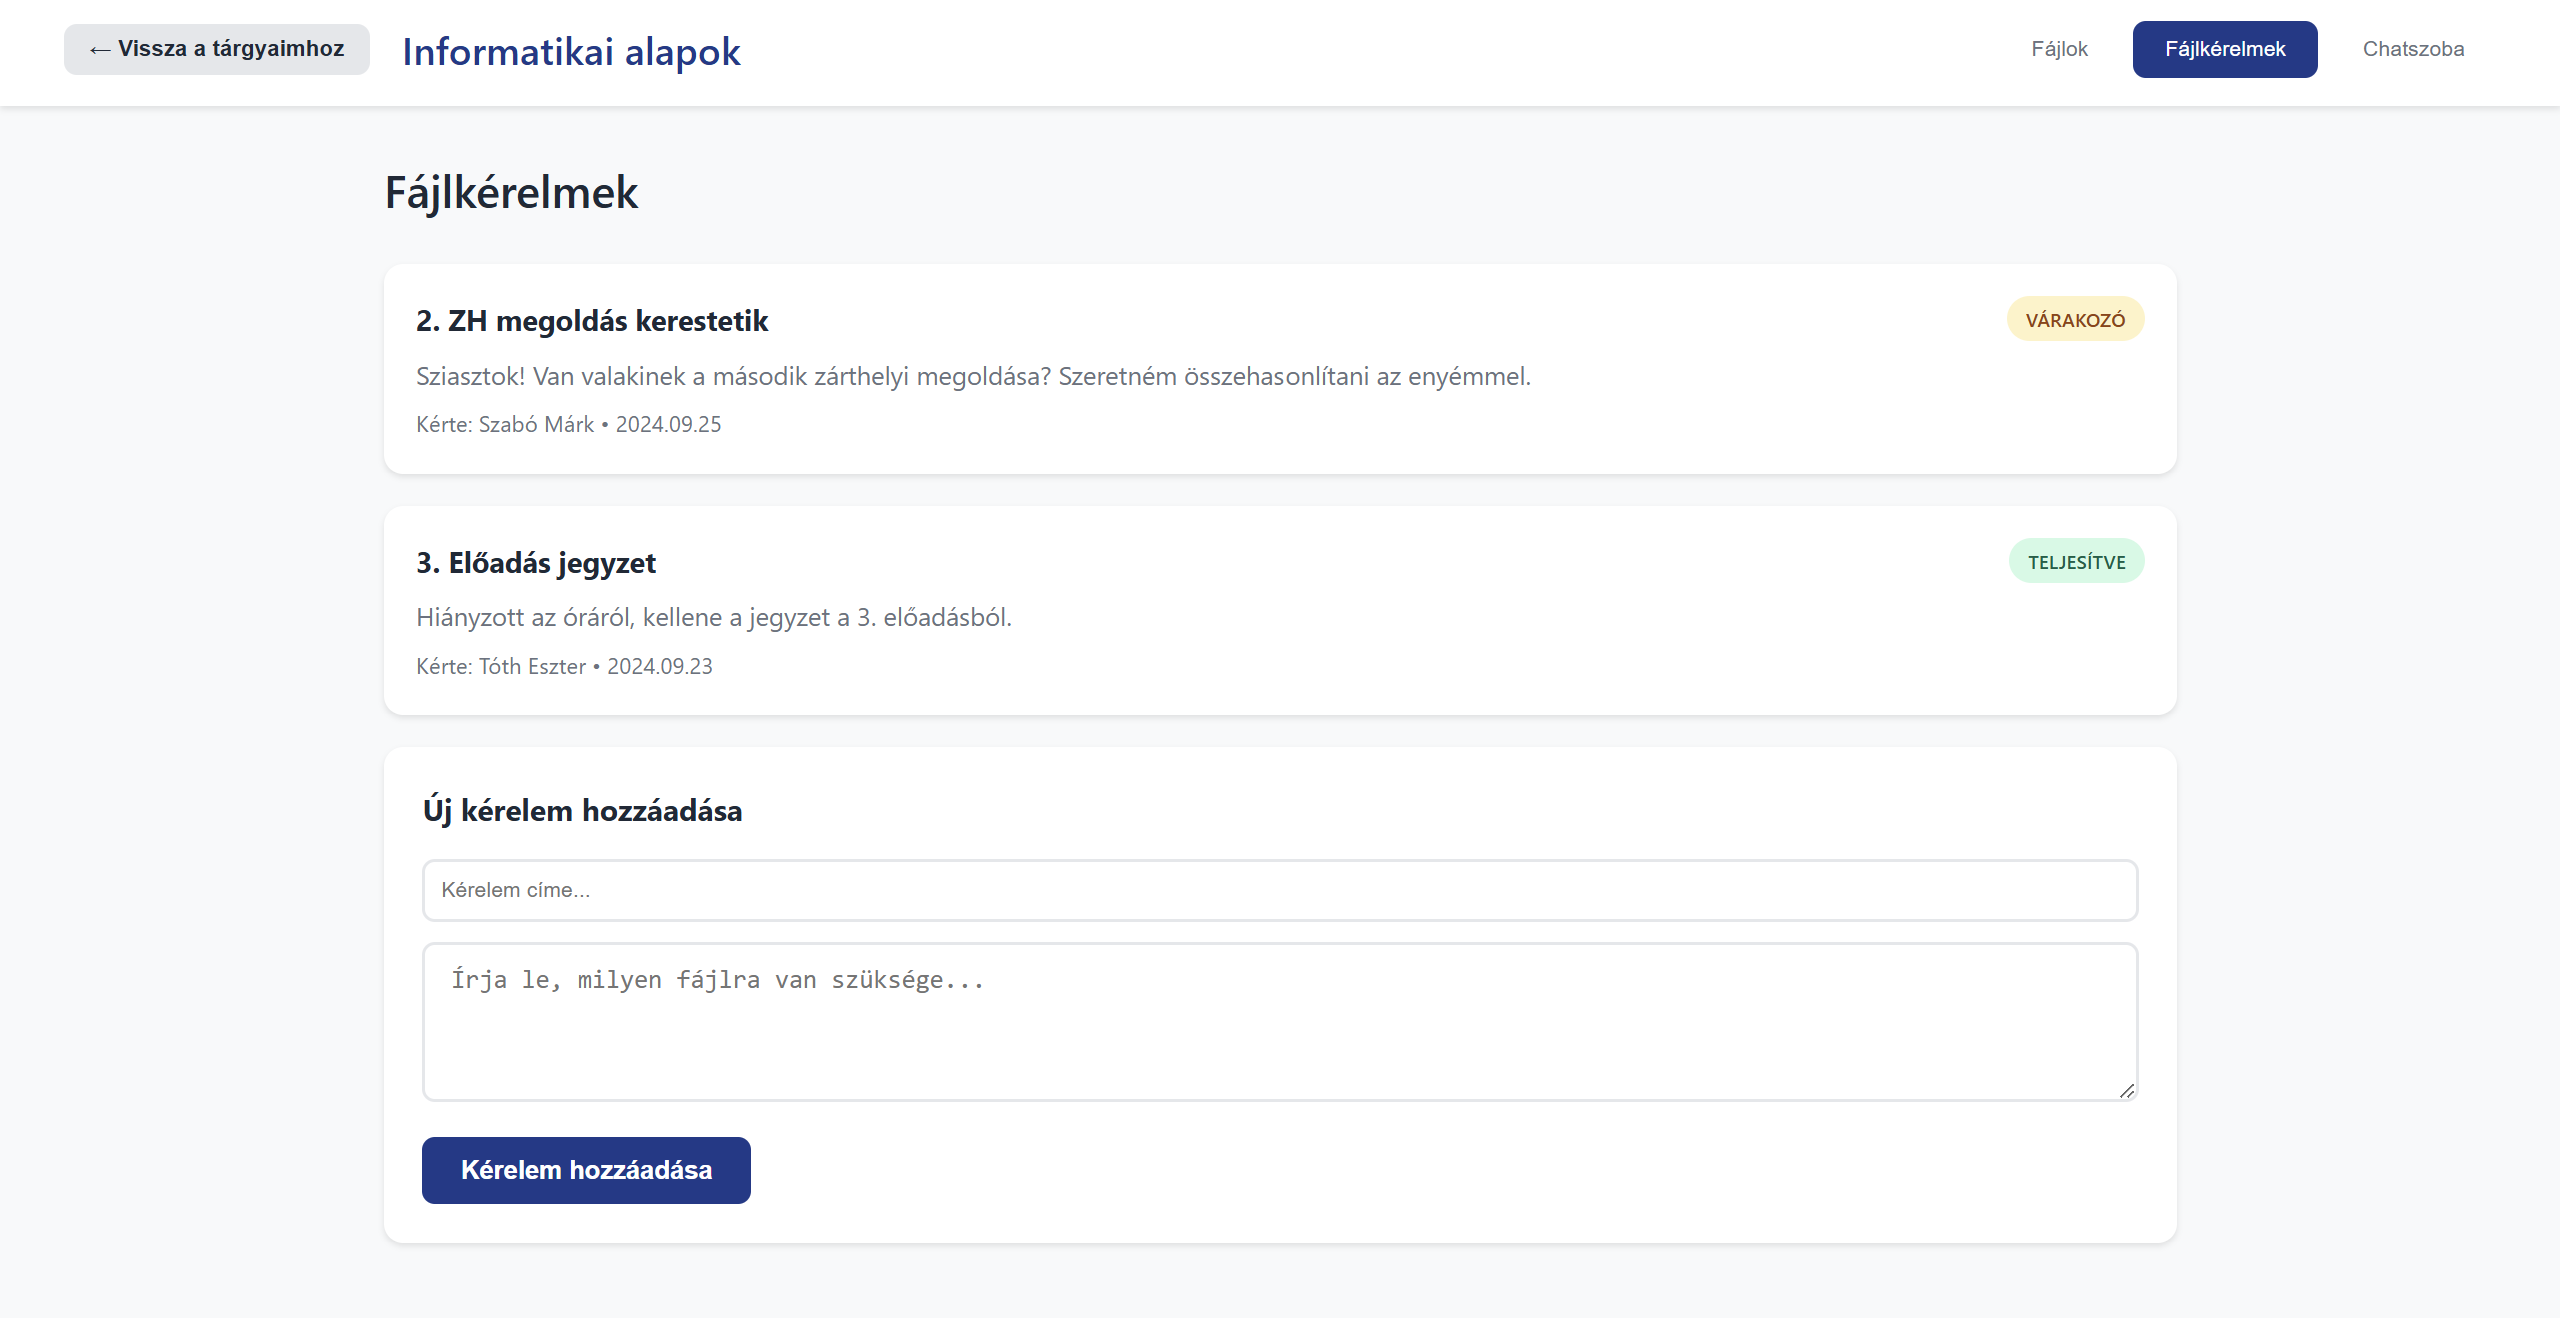 ← Vissza a tárgyaimhoz
Informatikai alapok
Fájlok
Fájlkérelmek
Chatszoba
Fájlkérelmek
2. ZH megoldás kerestetik
VÁRAKOZÓ
Sziasztok! Van valakinek a második zárthelyi megoldása? Szeretném összehasonlítani az enyémmel.
Kérte: Szabó Márk • 2024.09.25
3. Előadás jegyzet
TELJESÍTVE
Hiányzott az óráról, kellene a jegyzet a 3. előadásból.
Kérte: Tóth Eszter • 2024.09.23
Új kérelem hozzáadása
Kérelem címe...
Írja le, milyen fájlra van szüksége...
Kérelem hozzáadása